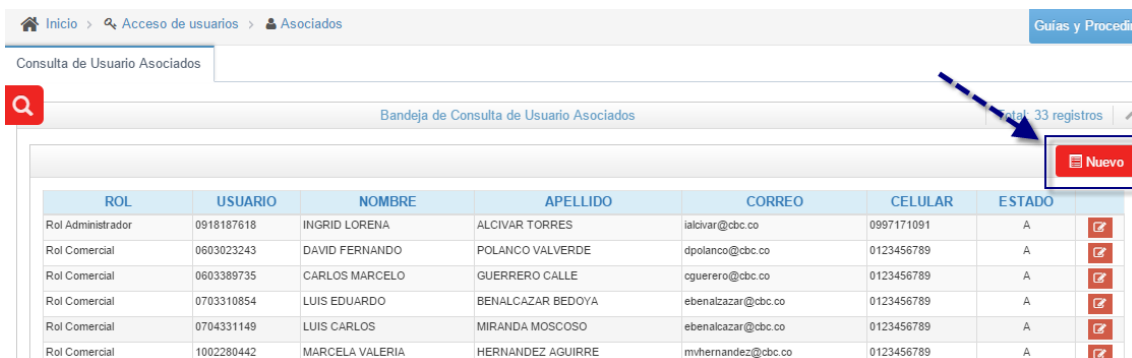 Inicio > Acceso de usuarios > Asociados
Guías y Procedi
Consulta de Usuario Asociados
Bandeja de Consulta de Usuario Asociados Total: 33 registros
Nuevo
ROL USUARIO NOMBRE APELLIDO CORREO CELULAR ESTADO
Rol Administrador 0918187618 INGRID LORENA ALCIVAR TORRES ialcivar@cbc.co 0997171091 A
Rol Comercial 0603023243 DAVID FERNANDO POLANCO VALVERDE dpolanco@cbc.co 0123456789 A
Rol Comercial 0603389735 CARLOS MARCELO GUERRERO CALLE cguerero@cbc.co 0123456789 A
Rol Comercial 0703310854 LUIS EDUARDO BENALCAZAR BEDOYA ebenalzazar@cbc.co 0123456789 A
Rol Comercial 0704331149 LUIS CARLOS MIRANDA MOSCOSO ebenalcazar@cbc.co 0123456789 A
Rol Comercial 1002280442 MARCELA VALERIA HERNANDEZ AGUIRRE mvhernandez@cbc.co 0123456789 A